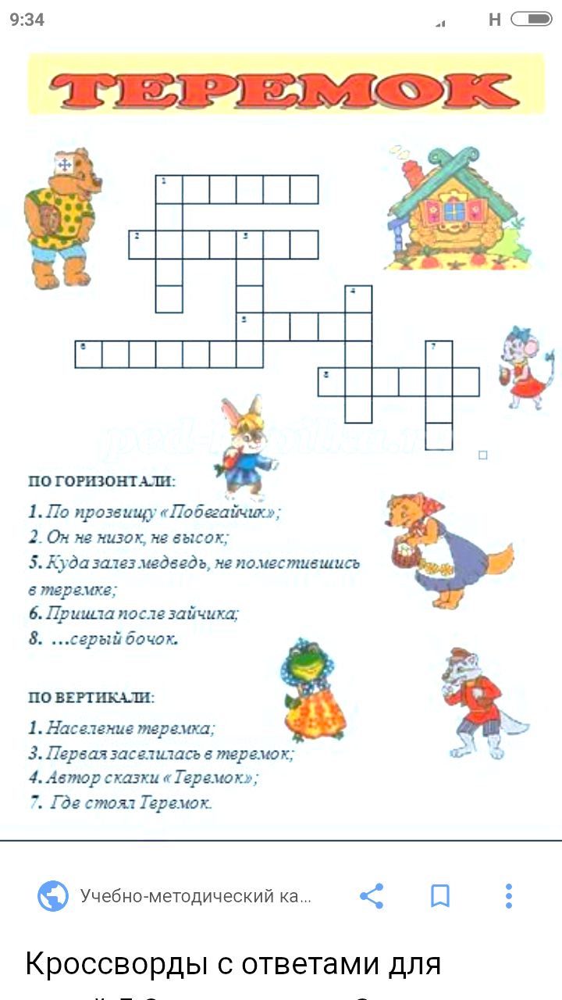 9:34
H
ТЕРЕМОК
1
2
3
4
5
6
7
8
ped-kopilka.ru
ПО ГОРИЗОНТАЛИ:
1. По прозвищу «Побегайчик»;
2. Он не низок, не высок;
5. Куда залез медведь, не поместившись
в теремке;
6. Пришла после зайчика;
8. ...серый бочок.
ПО ВЕРТИКАЛИ:
1. Население теремка;
3. Первая заселилась в теремок;
4. Автор сказки «Теремок»;
7. Где стоял Теремок.
Учебно-методический ка...
Кроссворды с ответами для